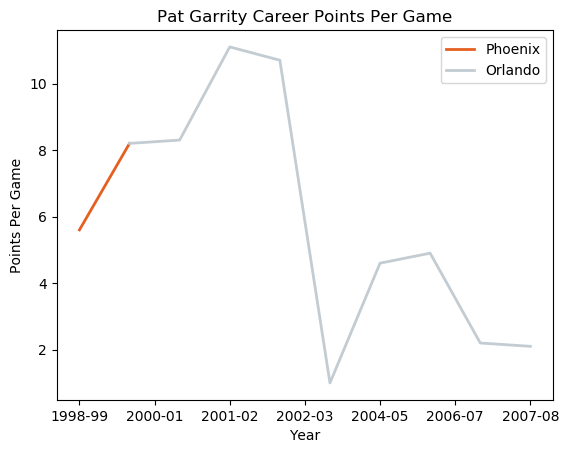 Pat Garrity Career Points Per Game
Phoenix
Orlando
10
8
6
4
2
Points Per Game
1998-99 2000-01 2001-02 2002-03 2004-05 2006-07 2007-08
Year